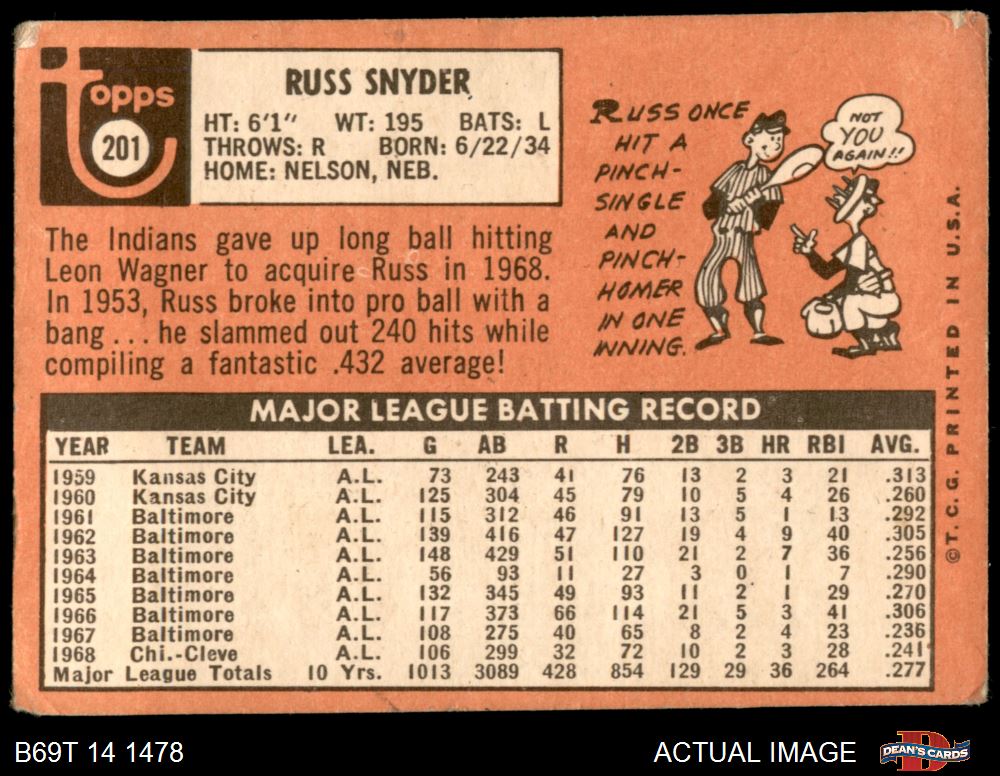 Topps
201
RUSS SNYDER
HT: 6'1" WT: 195 BATS: L
THROWS: R BORN: 6/22/34
HOME: NELSON, NEB.
The Indians gave up long ball hitting
Leon Wagner to acquire Russ in 1968.
In 1953, Russ broke into pro ball with a
bang . . . he slammed out 240 hits while
compiling a fantastic .432 average!
RUSS ONCE
HIT A
PINCH-
SINGLE
AND
PINCH-
HOMER
IN ONE
INNING.
NOT
YOU
AGAIN!!
MAJOR LEAGUE BATTING RECORD
YEAR TEAM LEA. G AB R H 2B 3B HR RBI AVG.
1959 Kansas City A.L. 73 243 41 76 13 2 3 21 .313
1960 Kansas City A.L. 125 304 45 79 10 5 4 26 .260
1961 Baltimore A.L. 115 312 46 91 13 5 1 13 .292
1962 Baltimore A.L. 139 416 47 127 19 4 9 40 .305
1963 Baltimore A.L. 148 429 51 110 21 2 7 36 .256
1964 Baltimore A.L. 56 93 11 27 3 0 1 7 .290
1965 Baltimore A.L. 132 345 49 93 11 2 1 29 .270
1966 Baltimore A.L. 117 373 66 114 21 5 3 41 .306
1967 Baltimore A.L. 108 275 40 65 8 2 4 23 .236
1968 Chi.-Cleve A.L. 106 299 32 72 10 2 3 28 .241
Major League Totals 10 Yrs. 1013 3089 428 854 129 29 36 264 .277
©T.C.G. PRINTED IN U.S.A.
B69T 14 1478
ACTUAL IMAGE
D
DEAN'S CARDS